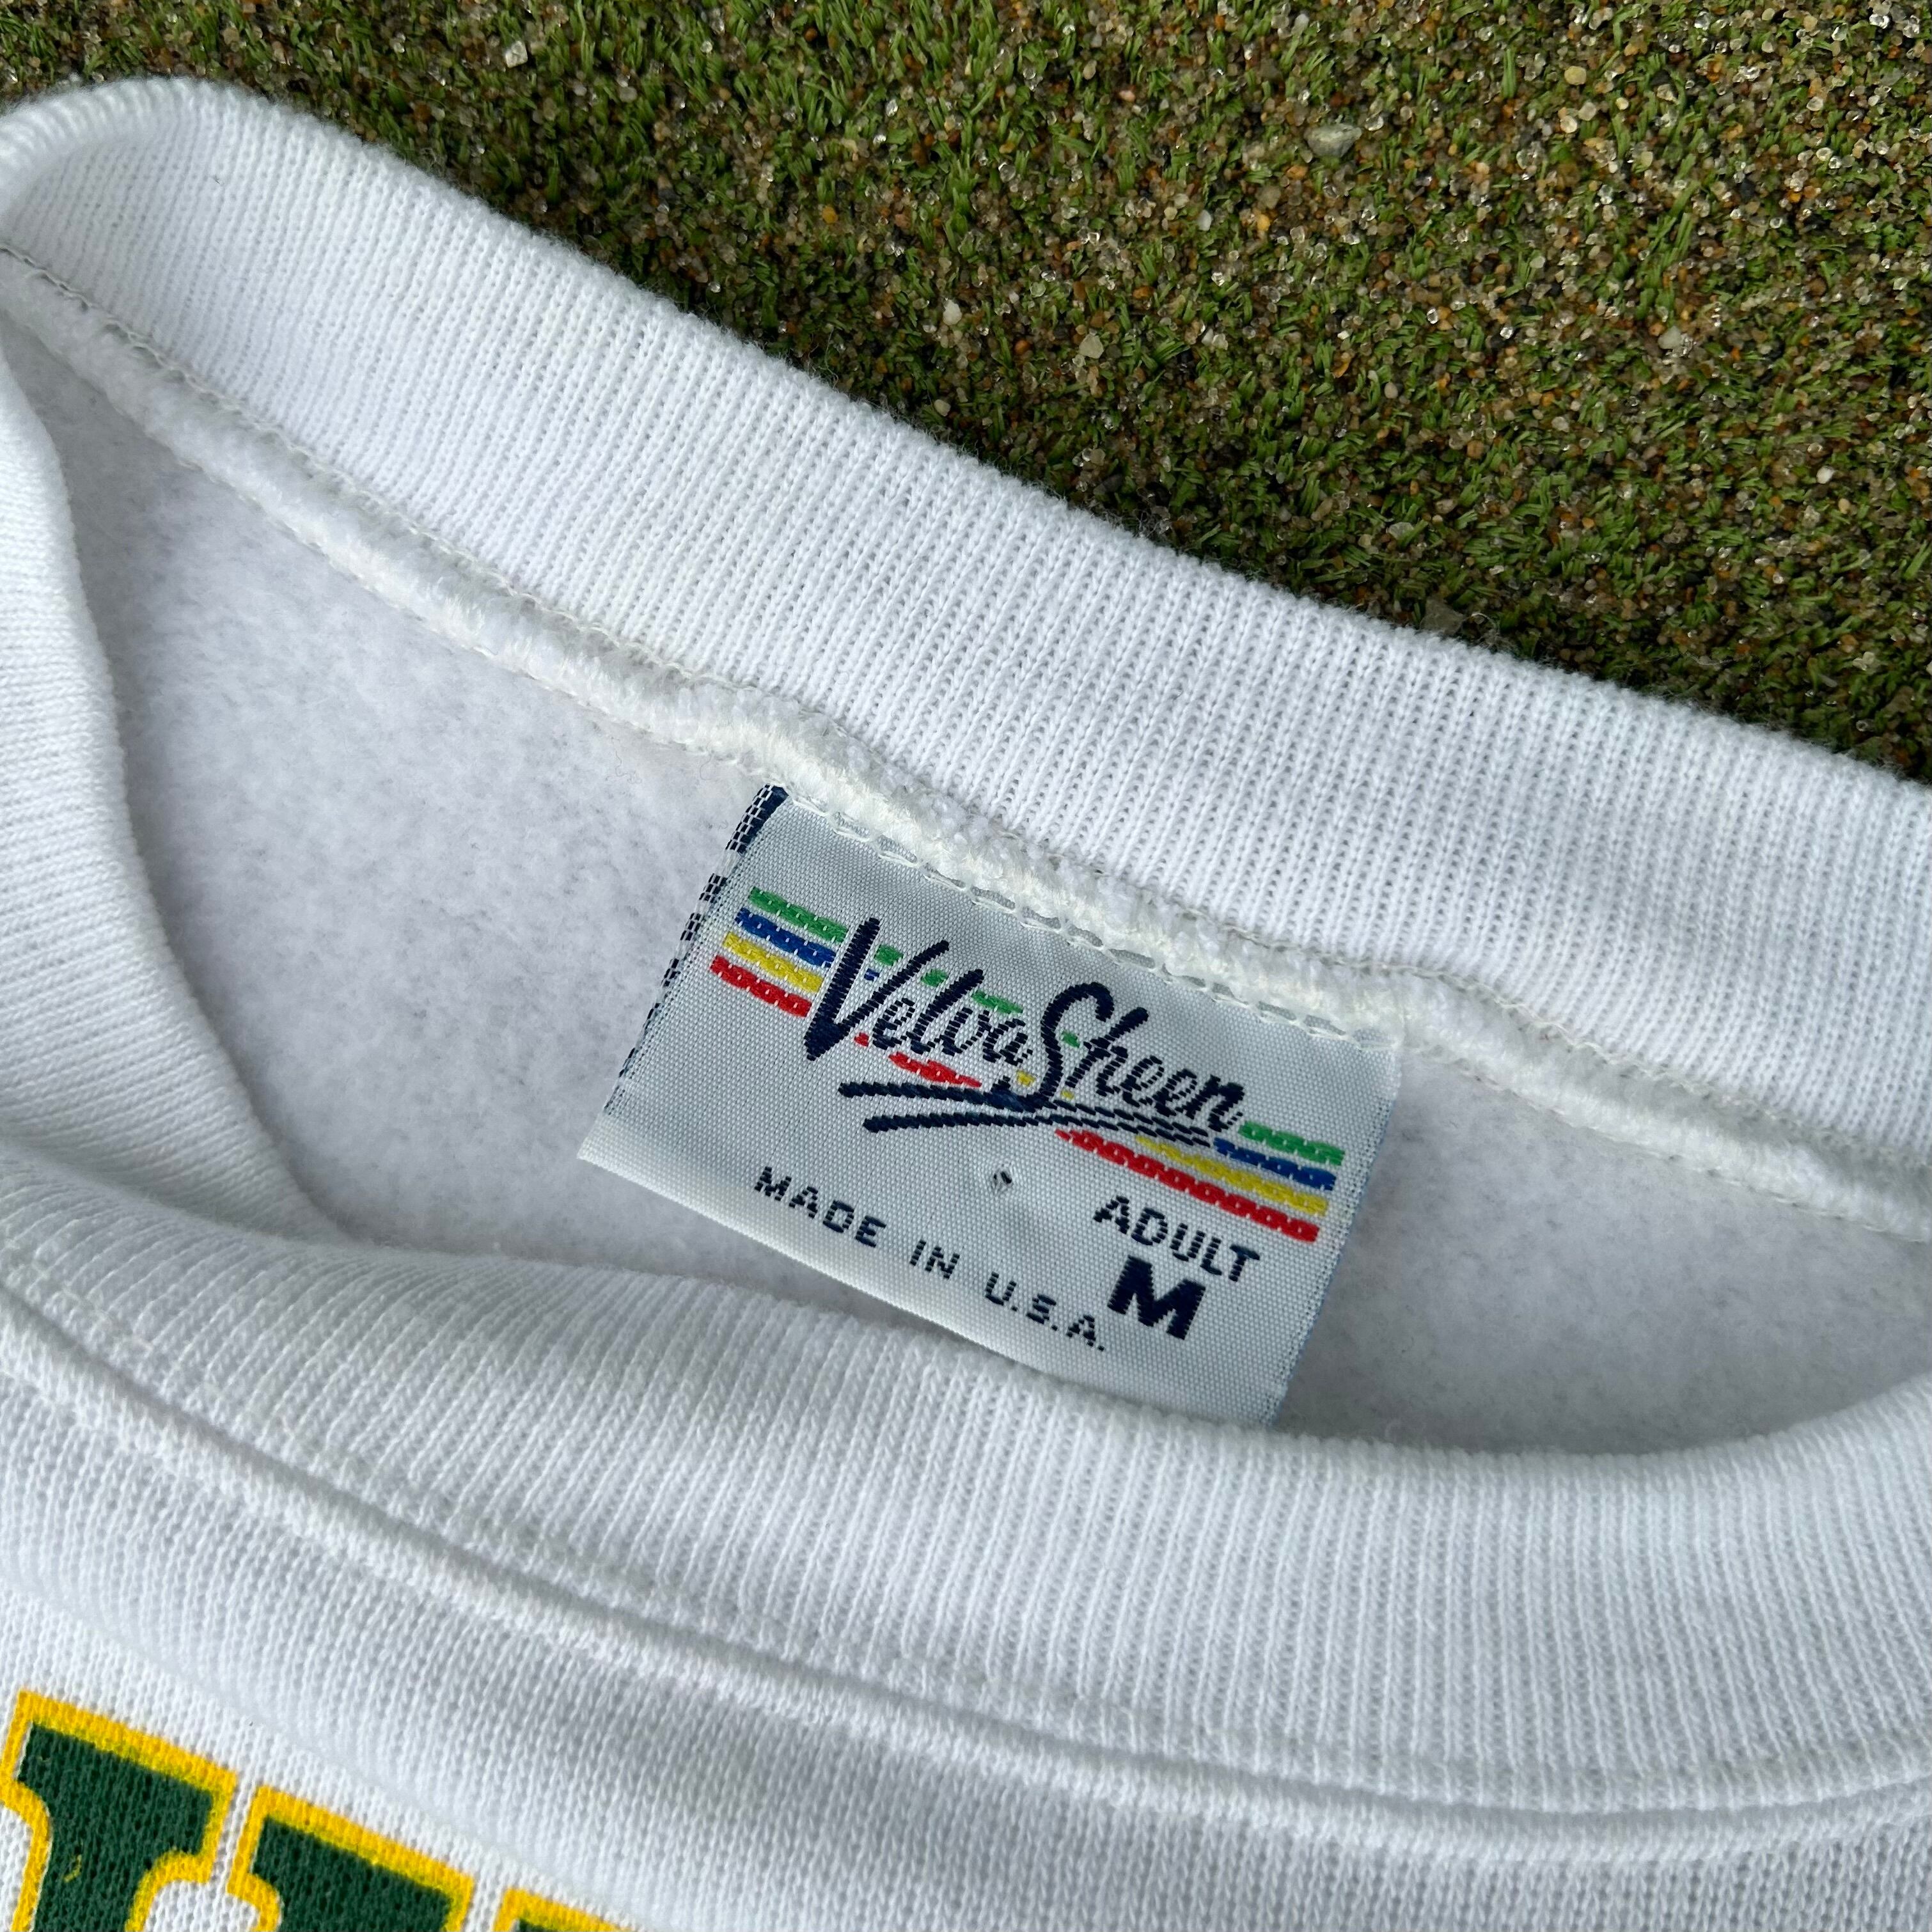 VelvaSheen
ADULT
MADE IN U.S.A. M